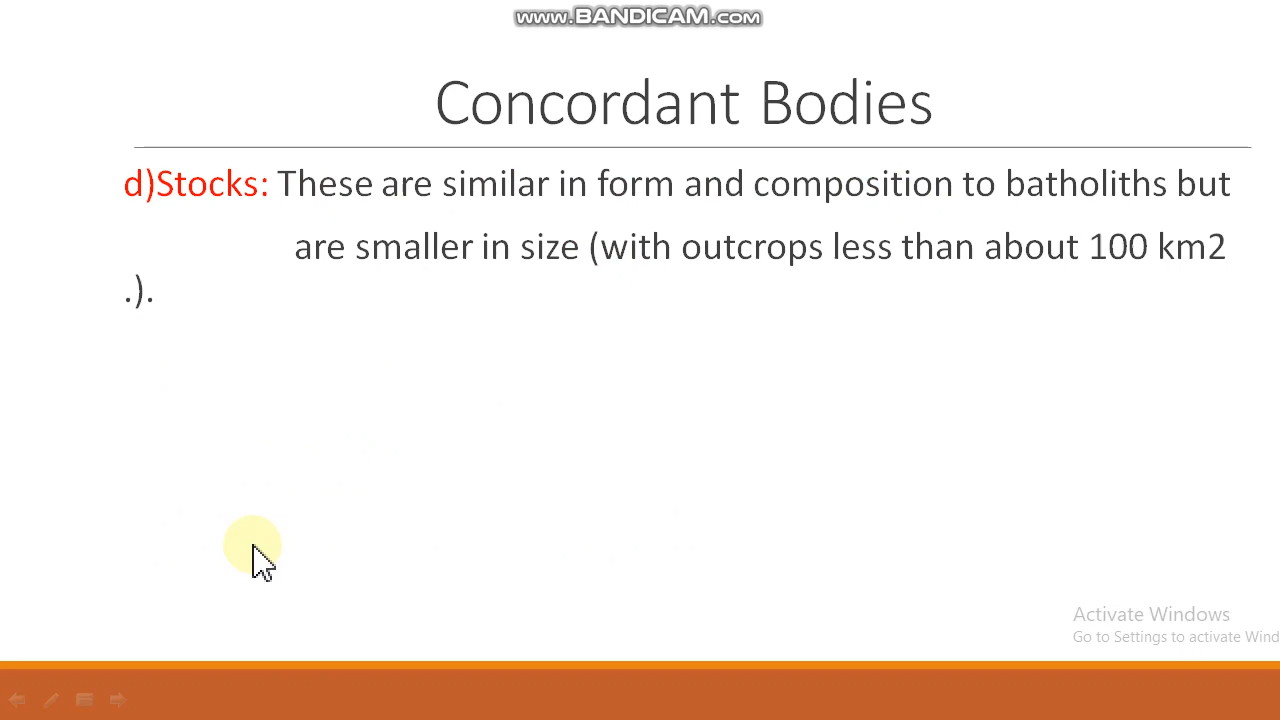 www.BANDICAM.com
Concordant Bodies
d)Stocks: These are similar in form and composition to batholiths but
are smaller in size (with outcrops less than about 100 km2
.).
Activate Windows
Go to Settings to activate Wind